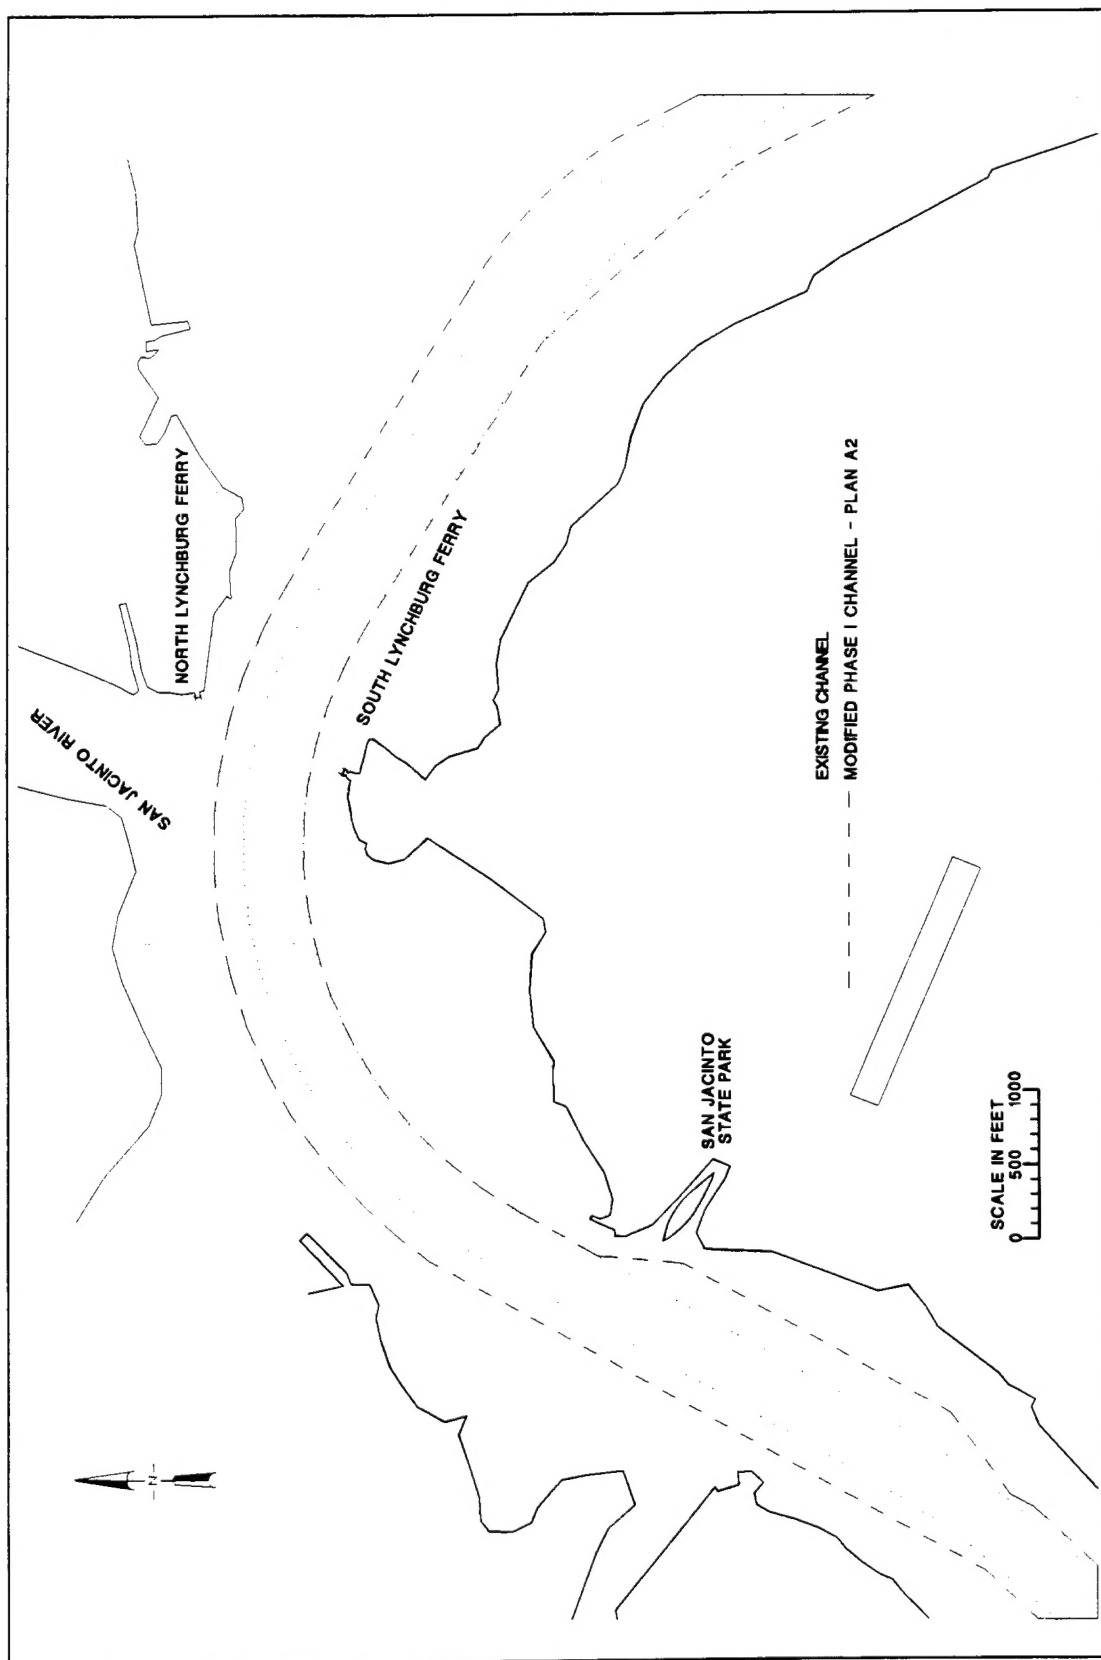 SAN JACINTO RIVER
NORTH LYNCHBURG FERRY
SOUTH LYNCHBURG FERRY
SAN JACINTO
STATE PARK
N
EXISTING CHANNEL
MODIFIED PHASE I CHANNEL - PLAN A2
SCALE IN FEET
0 500 1000